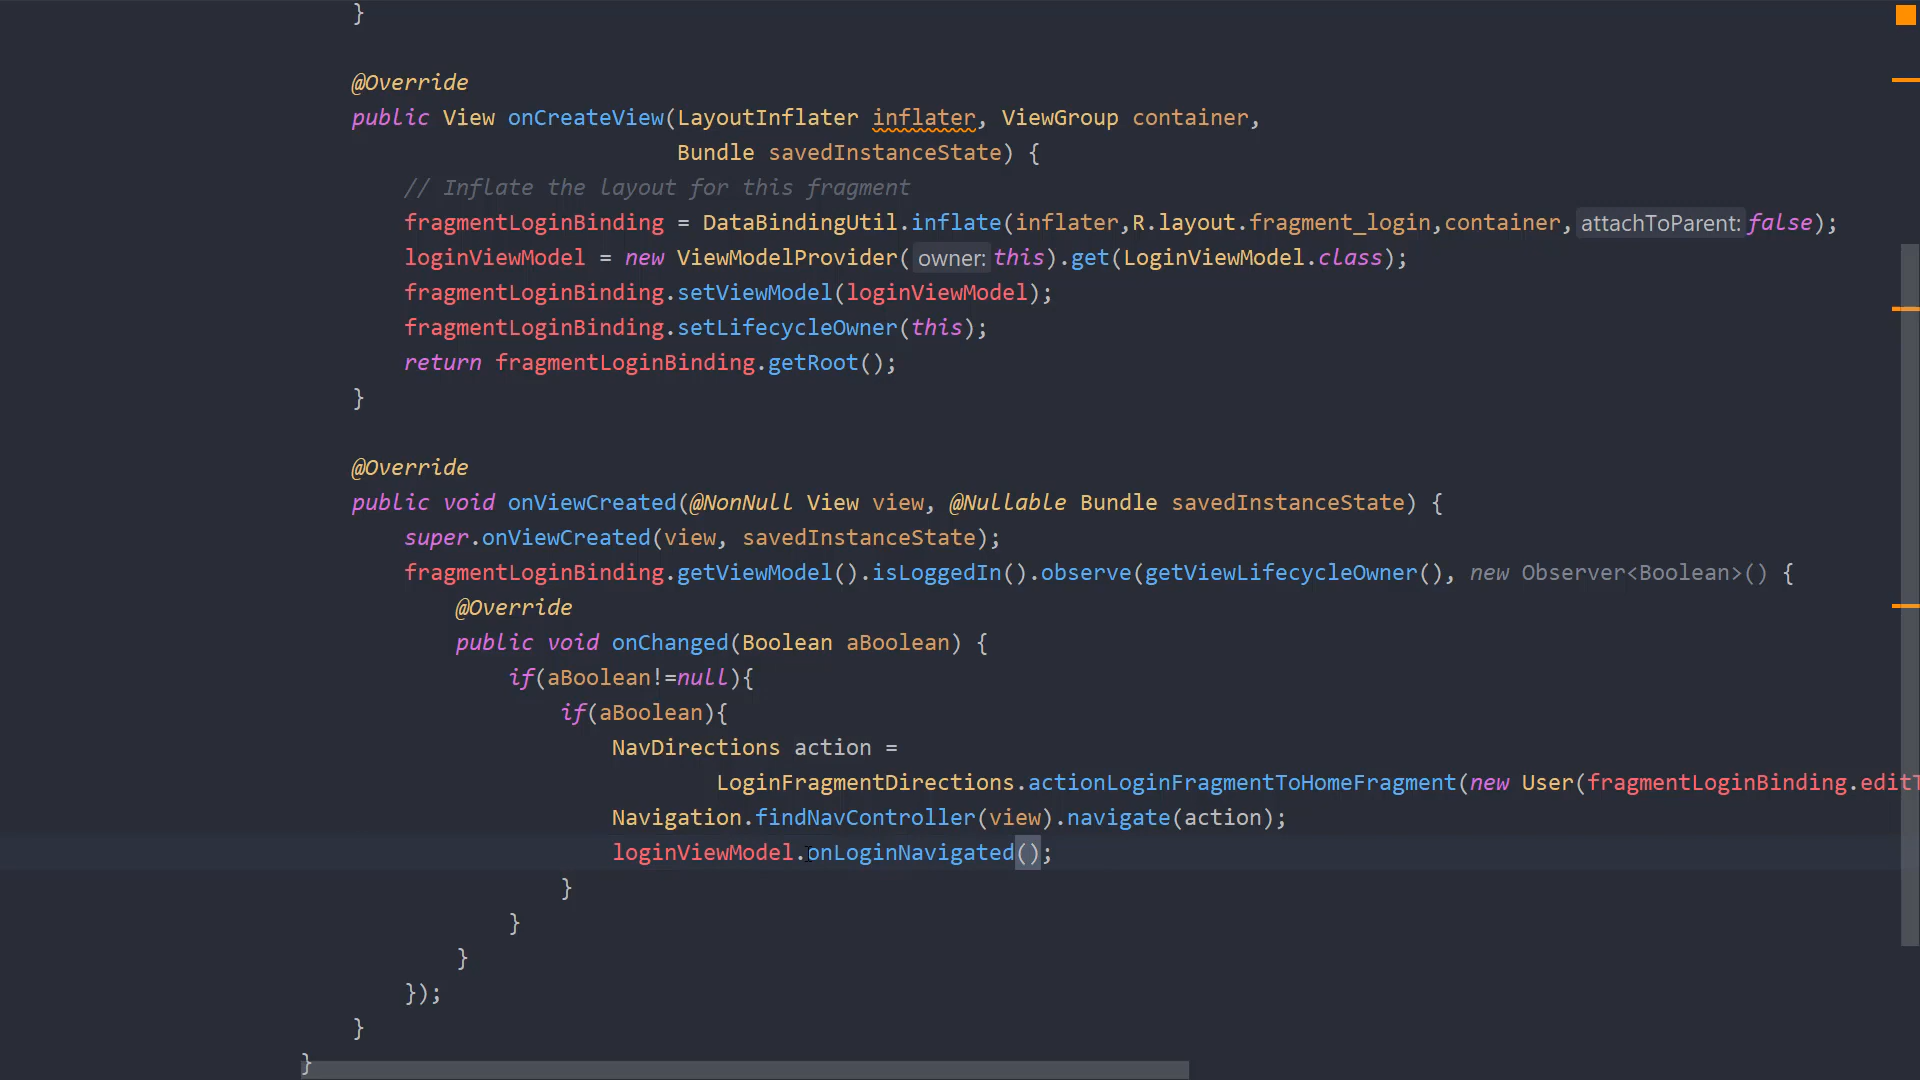 }
@Override
public View onCreateView(LayoutInflater inflater, ViewGroup container,
Bundle savedInstanceState) {
// Inflate the layout for this fragment
fragmentLoginBinding = DataBindingUtil.inflate(inflater,R.layout.fragment_login,container, attachToParent: false);
loginViewModel = new ViewModelProvider( owner: this).get(LoginViewModel.class);
fragmentLoginBinding.setViewModel(loginViewModel);
fragmentLoginBinding.setLifecycleOwner(this);
return fragmentLoginBinding.getRoot();
}
@Override
public void onViewCreated(@NonNull View view, @Nullable Bundle savedInstanceState) {
super.onViewCreated(view, savedInstanceState);
fragmentLoginBinding.getViewModel().isLoggedIn().observe(getViewLifecycleOwner(), new Observer<Boolean>() {
@Override
public void onChanged(Boolean aBoolean) {
if(aBoolean!=null){
if(aBoolean){
NavDirections action =
LoginFragmentDirections.actionLoginFragmentToHomeFragment(new User(fragmentLoginBinding.editT
Navigation.findNavController(view).navigate(action);
loginViewModel.onLoginNavigated();
}
}
}
});
}
}